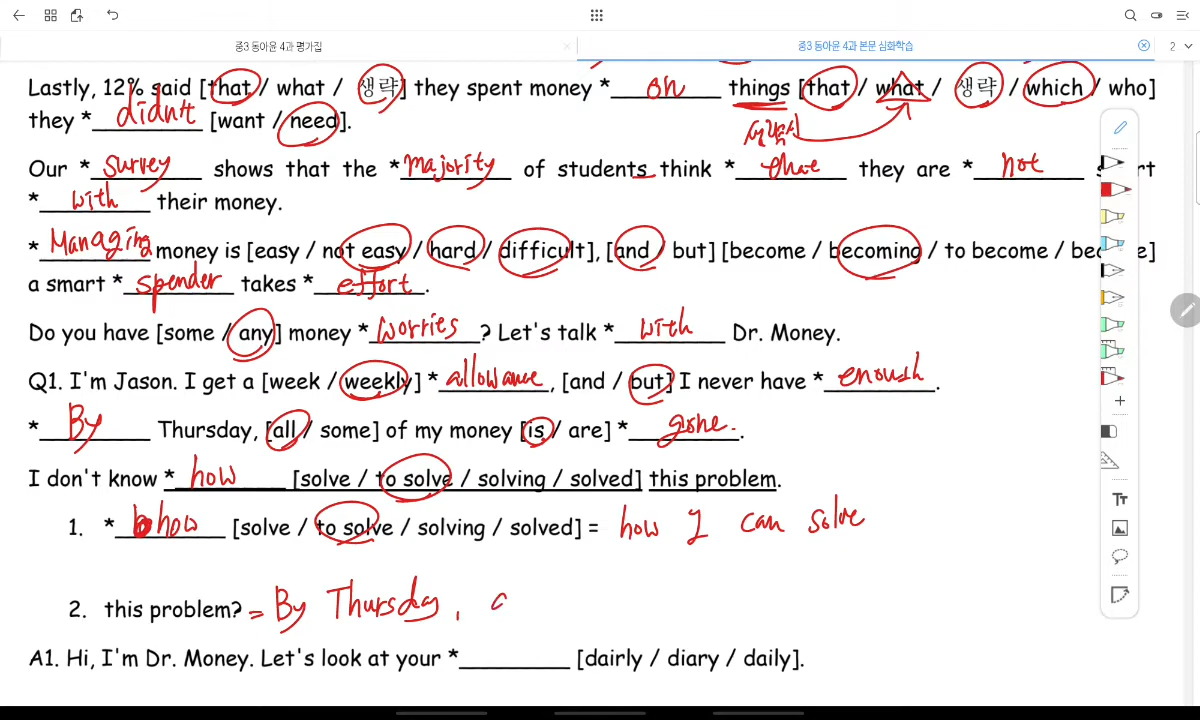 중3 동아윤 4과 평가집
중3 동아윤 4과 본문 심화학습
2
Lastly, 12% said [that / what / 생략] they spent money * on things [that / what / 생략 / which / who]
they * didn't [want / need].
Our * survey shows that the * majority of students think * that they are * not
* with their money.
* Managing money is [easy / not easy / hard / difficult], [and / but] [become / becoming / to become /
a smart * spender takes * effort.
Do you have [some / any] money * worries ? Let's talk * with Dr. Money.
Q1. I'm Jason. I get a [week / weekly] * allowance, [and / but] I never have * enough.
* By Thursday, [all / some] of my money [is / are] * gone.
I don't know * how [solve / to solve / solving / solved] this problem.
1. * how [solve / to solve / solving / solved] = how I can solve
2. this problem? = By Thursday, a
A1. Hi, I'm Dr. Money. Let's look at your * [dairly / diary / daily].
TT